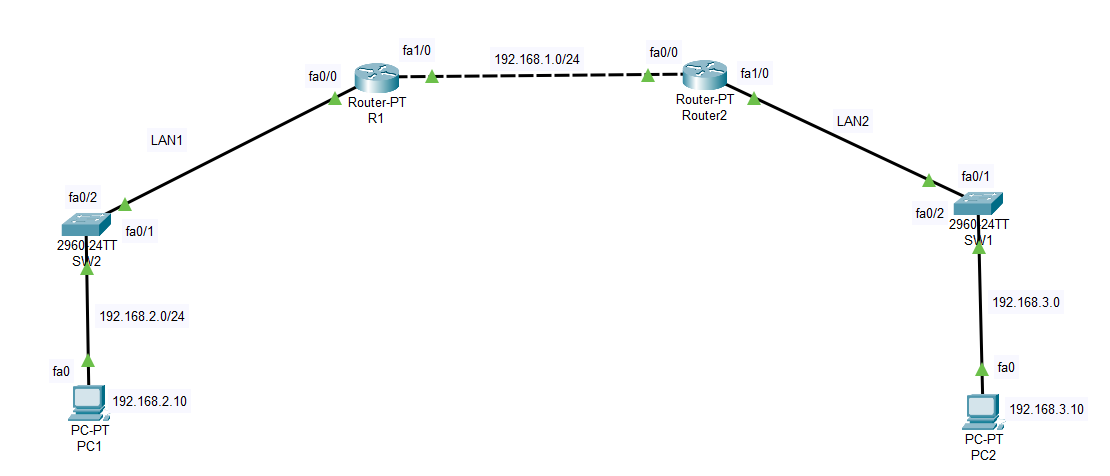 fa1/0
192.168.1.0/24
fa0/0
fa0/0
fa1/0
Router-PT
R1
Router-PT
Router2
LAN1
LAN2
fa0/1
fa0/2
fa0/2
fa0/1
2960-24TT
SW2
2960-24TT
SW1
192.168.2.0/24
192.168.3.0
fa0
fa0
192.168.2.10
192.168.3.10
PC-PT
PC1
PC-PT
PC2